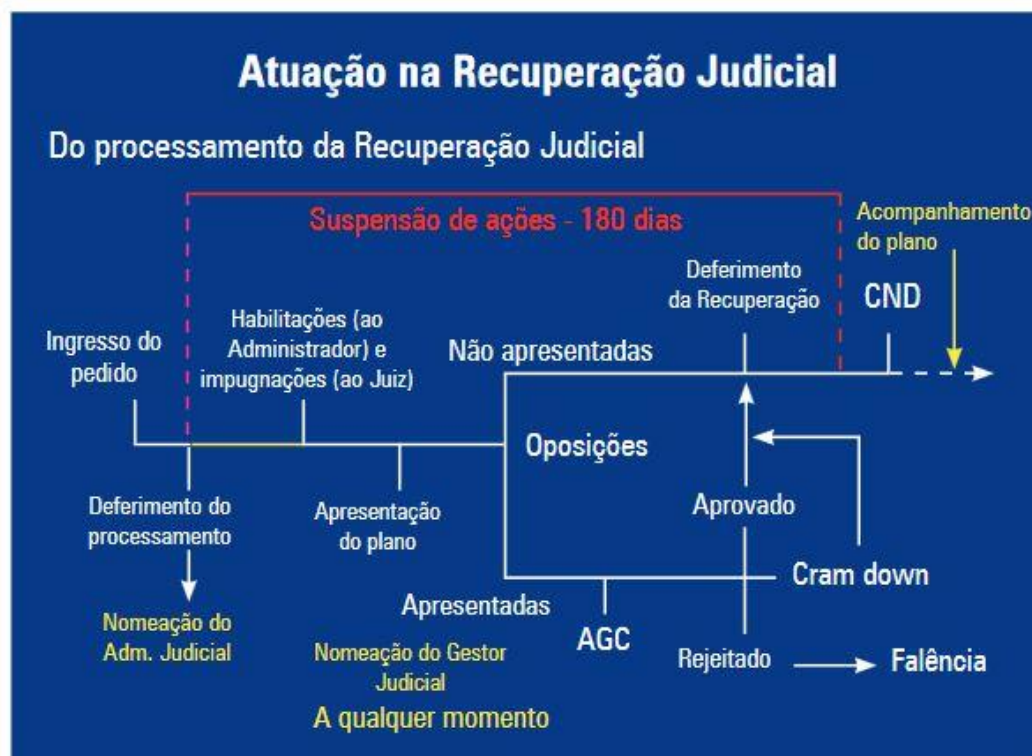 Atuação na Recuperação Judicial
Do processamento da Recuperação Judicial
Suspensão de ações - 180 dias
Acompanhamento
do plano
Deferimento
da Recuperação
CND
Ingresso do
pedido
Habilitações (ao
Administrador) e
impugnações (ao Juiz)
Não apresentadas
Oposições
Deferimento do
processamento
Apresentação
do plano
Aprovado
Cram down
Apresentadas
AGC
Nomeação do
Adm. Judicial
Nomeação do Gestor
Judicial
A qualquer momento
Rejeitado
Falência